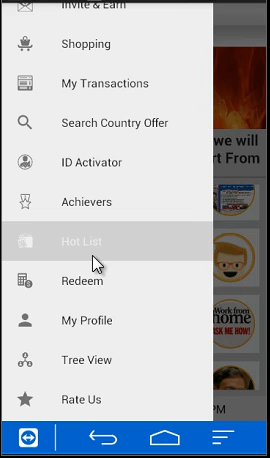 Invite & Earn
Shopping
My Transactions
Search Country Offer
ID Activator
Achievers
Hot List
Redeem
My Profile
Tree View
Rate Us
we will
rt From
Work from
home
ASK ME HOW!
PM